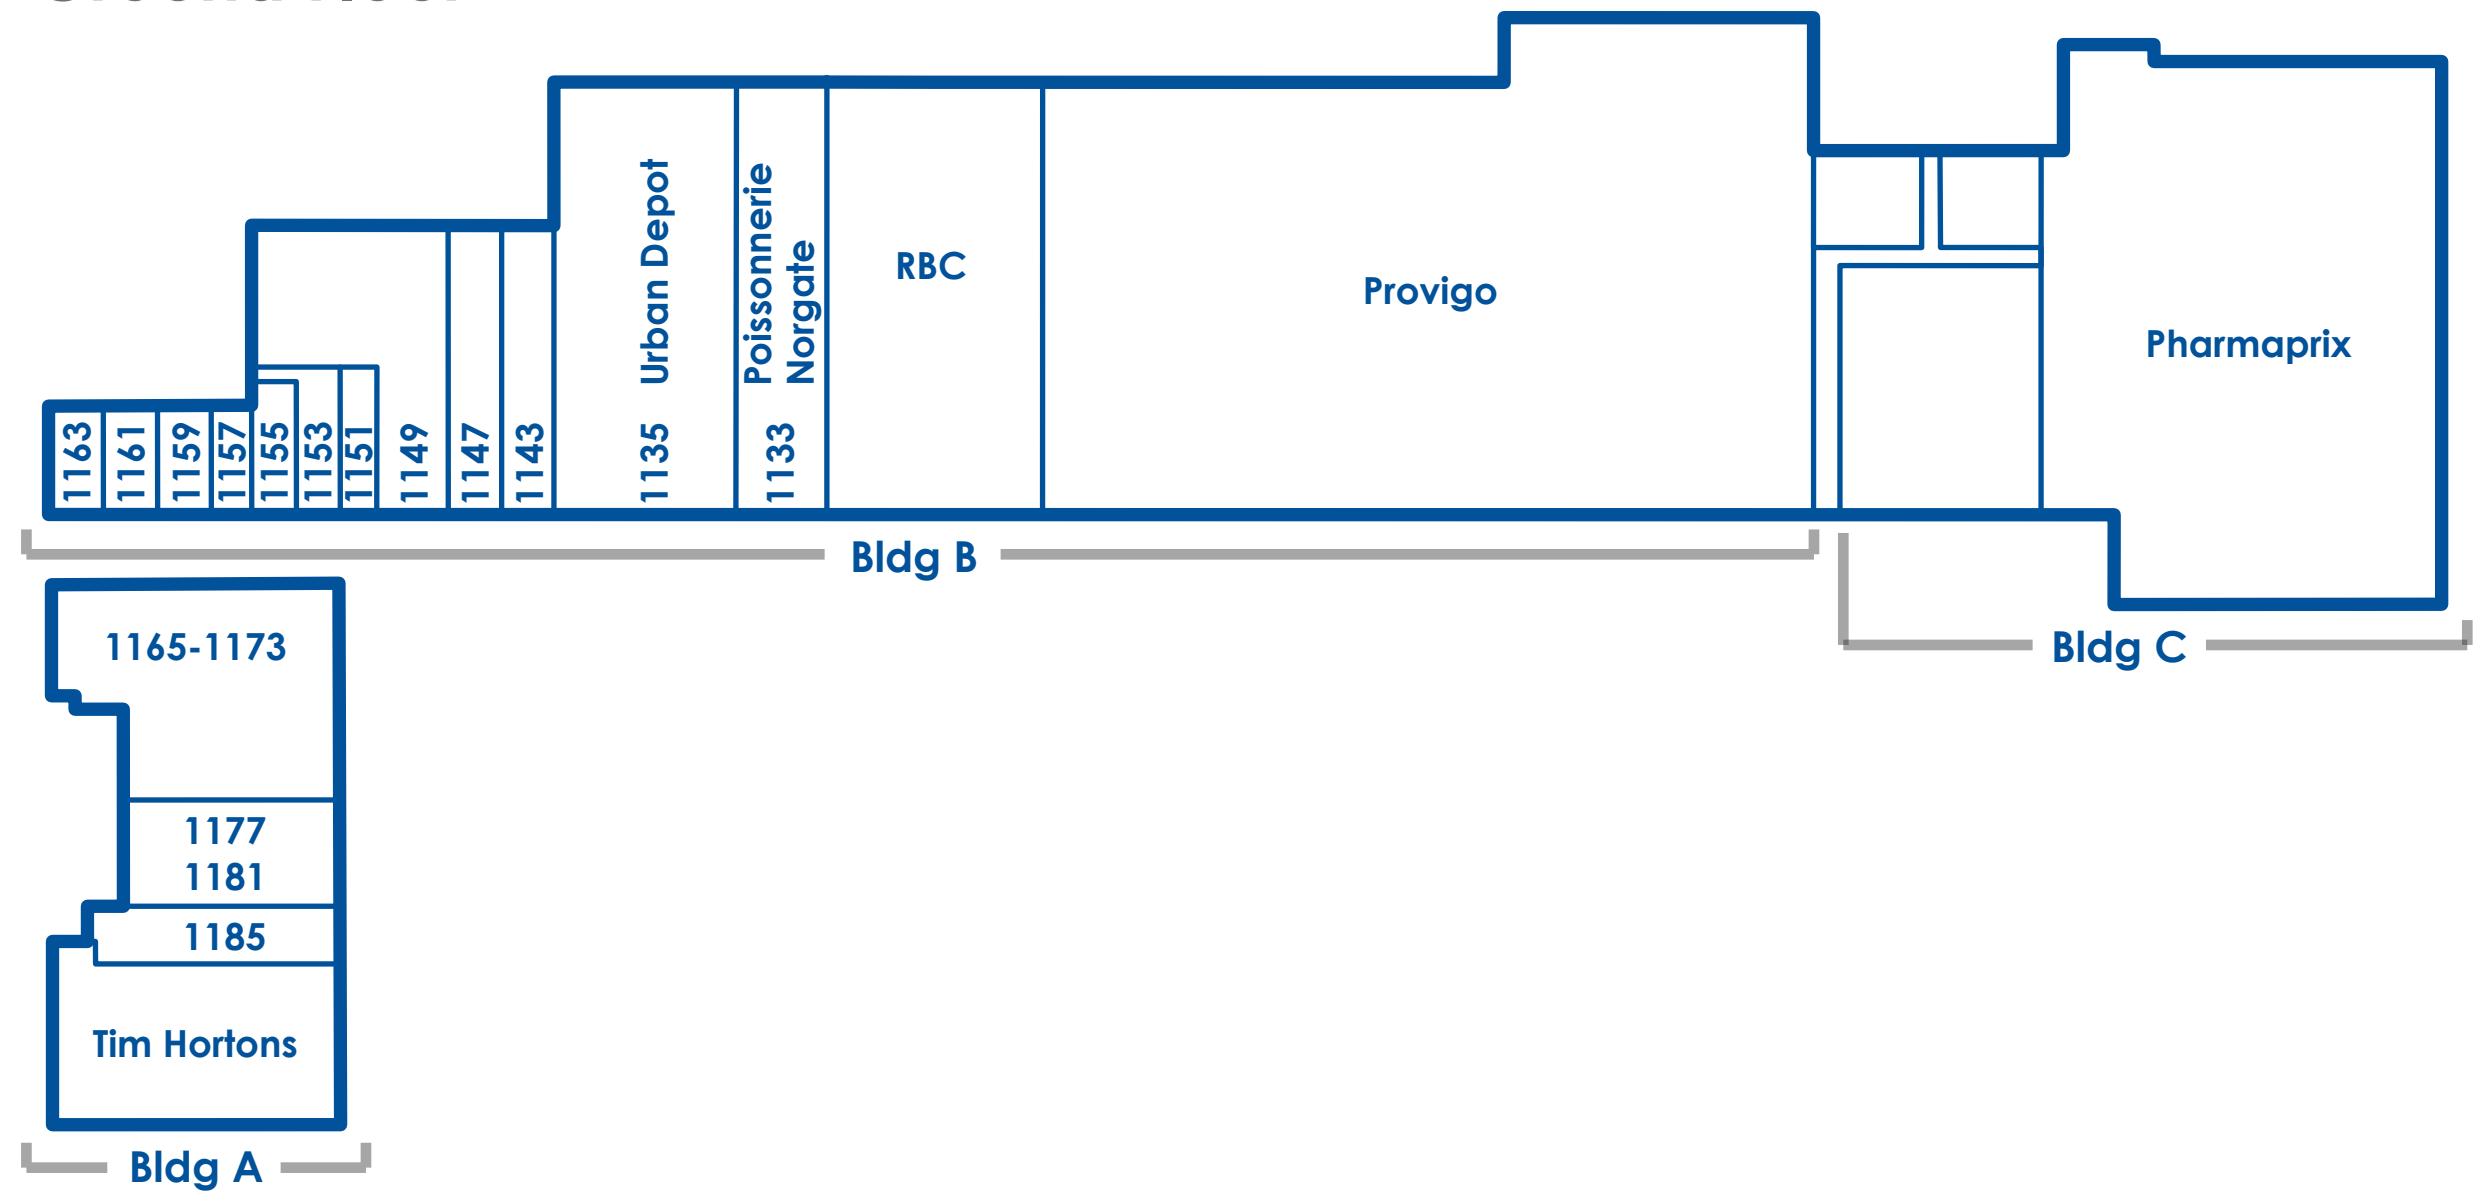 Urban Depot
Poissonnerie
Norgate
RBC
Provigo
Pharmaprix
1163
1161
1159
1157
1155
1153
1151
1149
1147
1143
1135
1133
Bldg B
Bldg C
1165-1173
1177
1181
1185
Tim Hortons
Bldg A